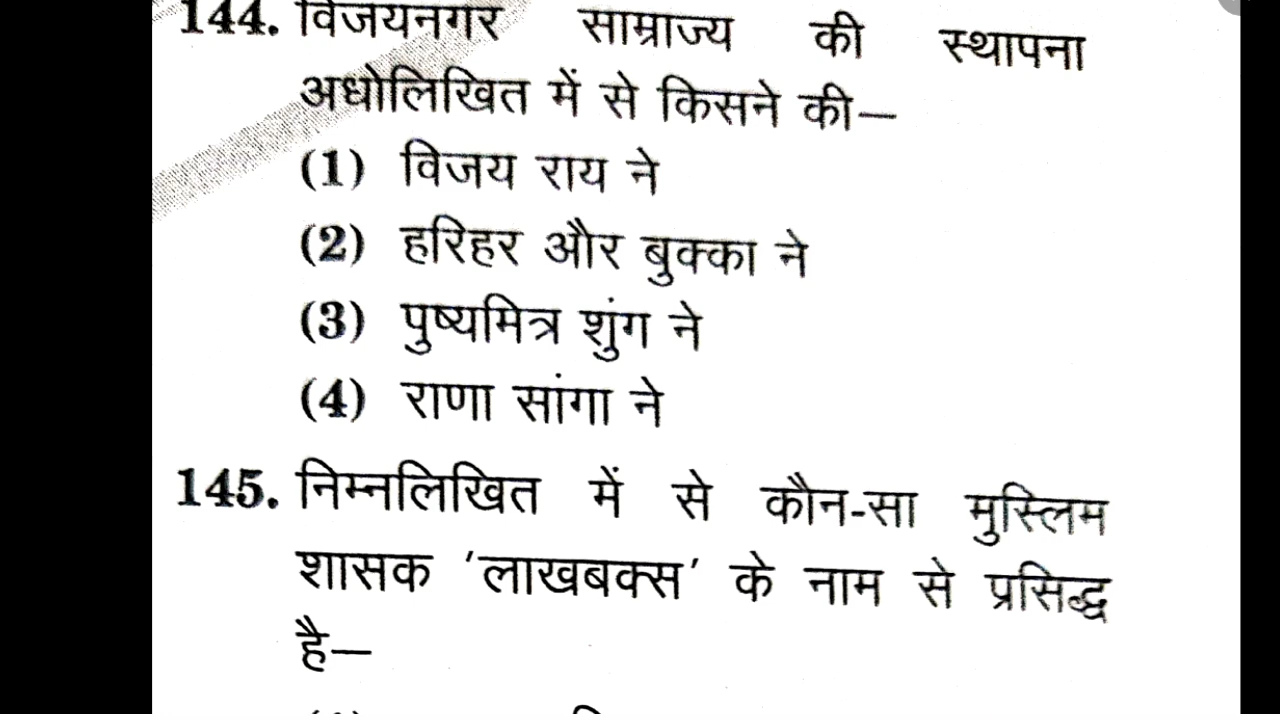 144. विजयनगर साम्राज्य की स्थापना
अधोलिखित में से किसने की—
(1) विजय राय ने
(2) हरिहर और बुक्का ने
(3) पुष्यमित्र शुंग ने
(4) राणा सांगा ने
145. निम्नलिखित में से कौन-सा मुस्लिम
शासक 'लाखबक्स' के नाम से प्रसिद्ध
है—